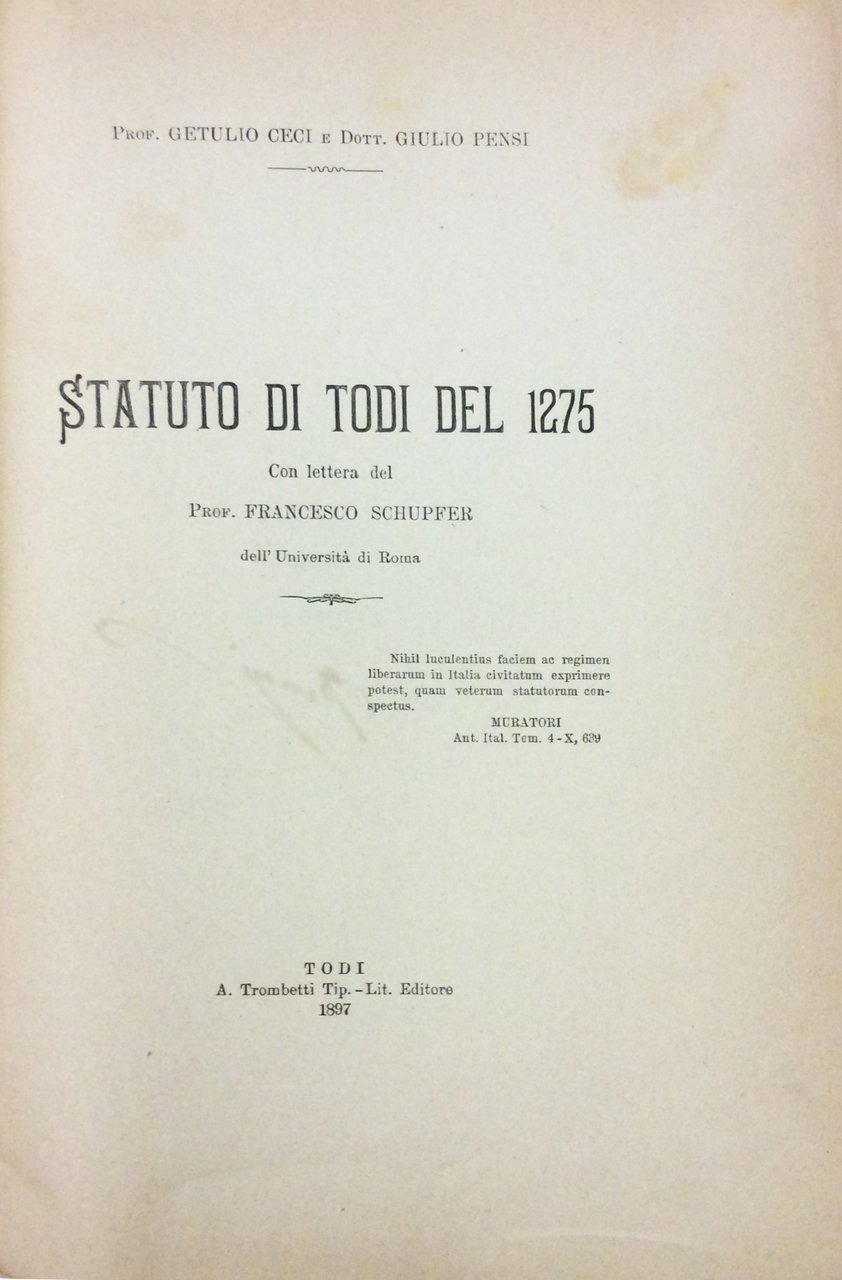 Prof. GETULIO CECI e Dott. GIULIO PENSI
STATUTO DI TODI DEL 1275
Con lettera del
Prof. FRANCESCO SCHUPFER
dell' Università di Roma
Nihil luculentius faciem ac regimen
liberarum in Italia civitatum exprimere
potest, quam veterum statutorum con-
spectus.
MURATORI
Ant. Ital. Tom. 4 - X, 639
TODI
A. Trombetti Tip. - Lit. Editore
1897